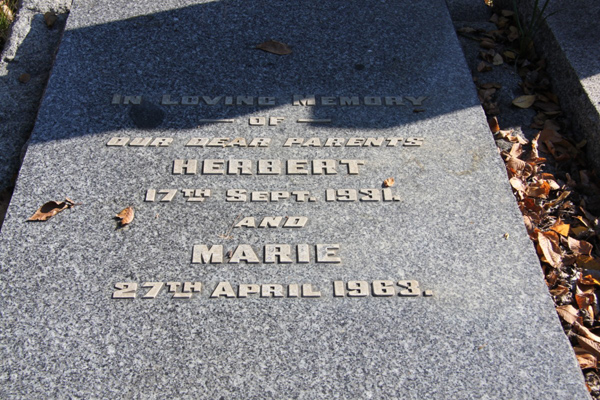 In Loving Memory
— OF —
OUR DEAR PARENTS
HERBERT
17TH SEPT. 1931.
AND
MARIE
27TH APRIL 1963.